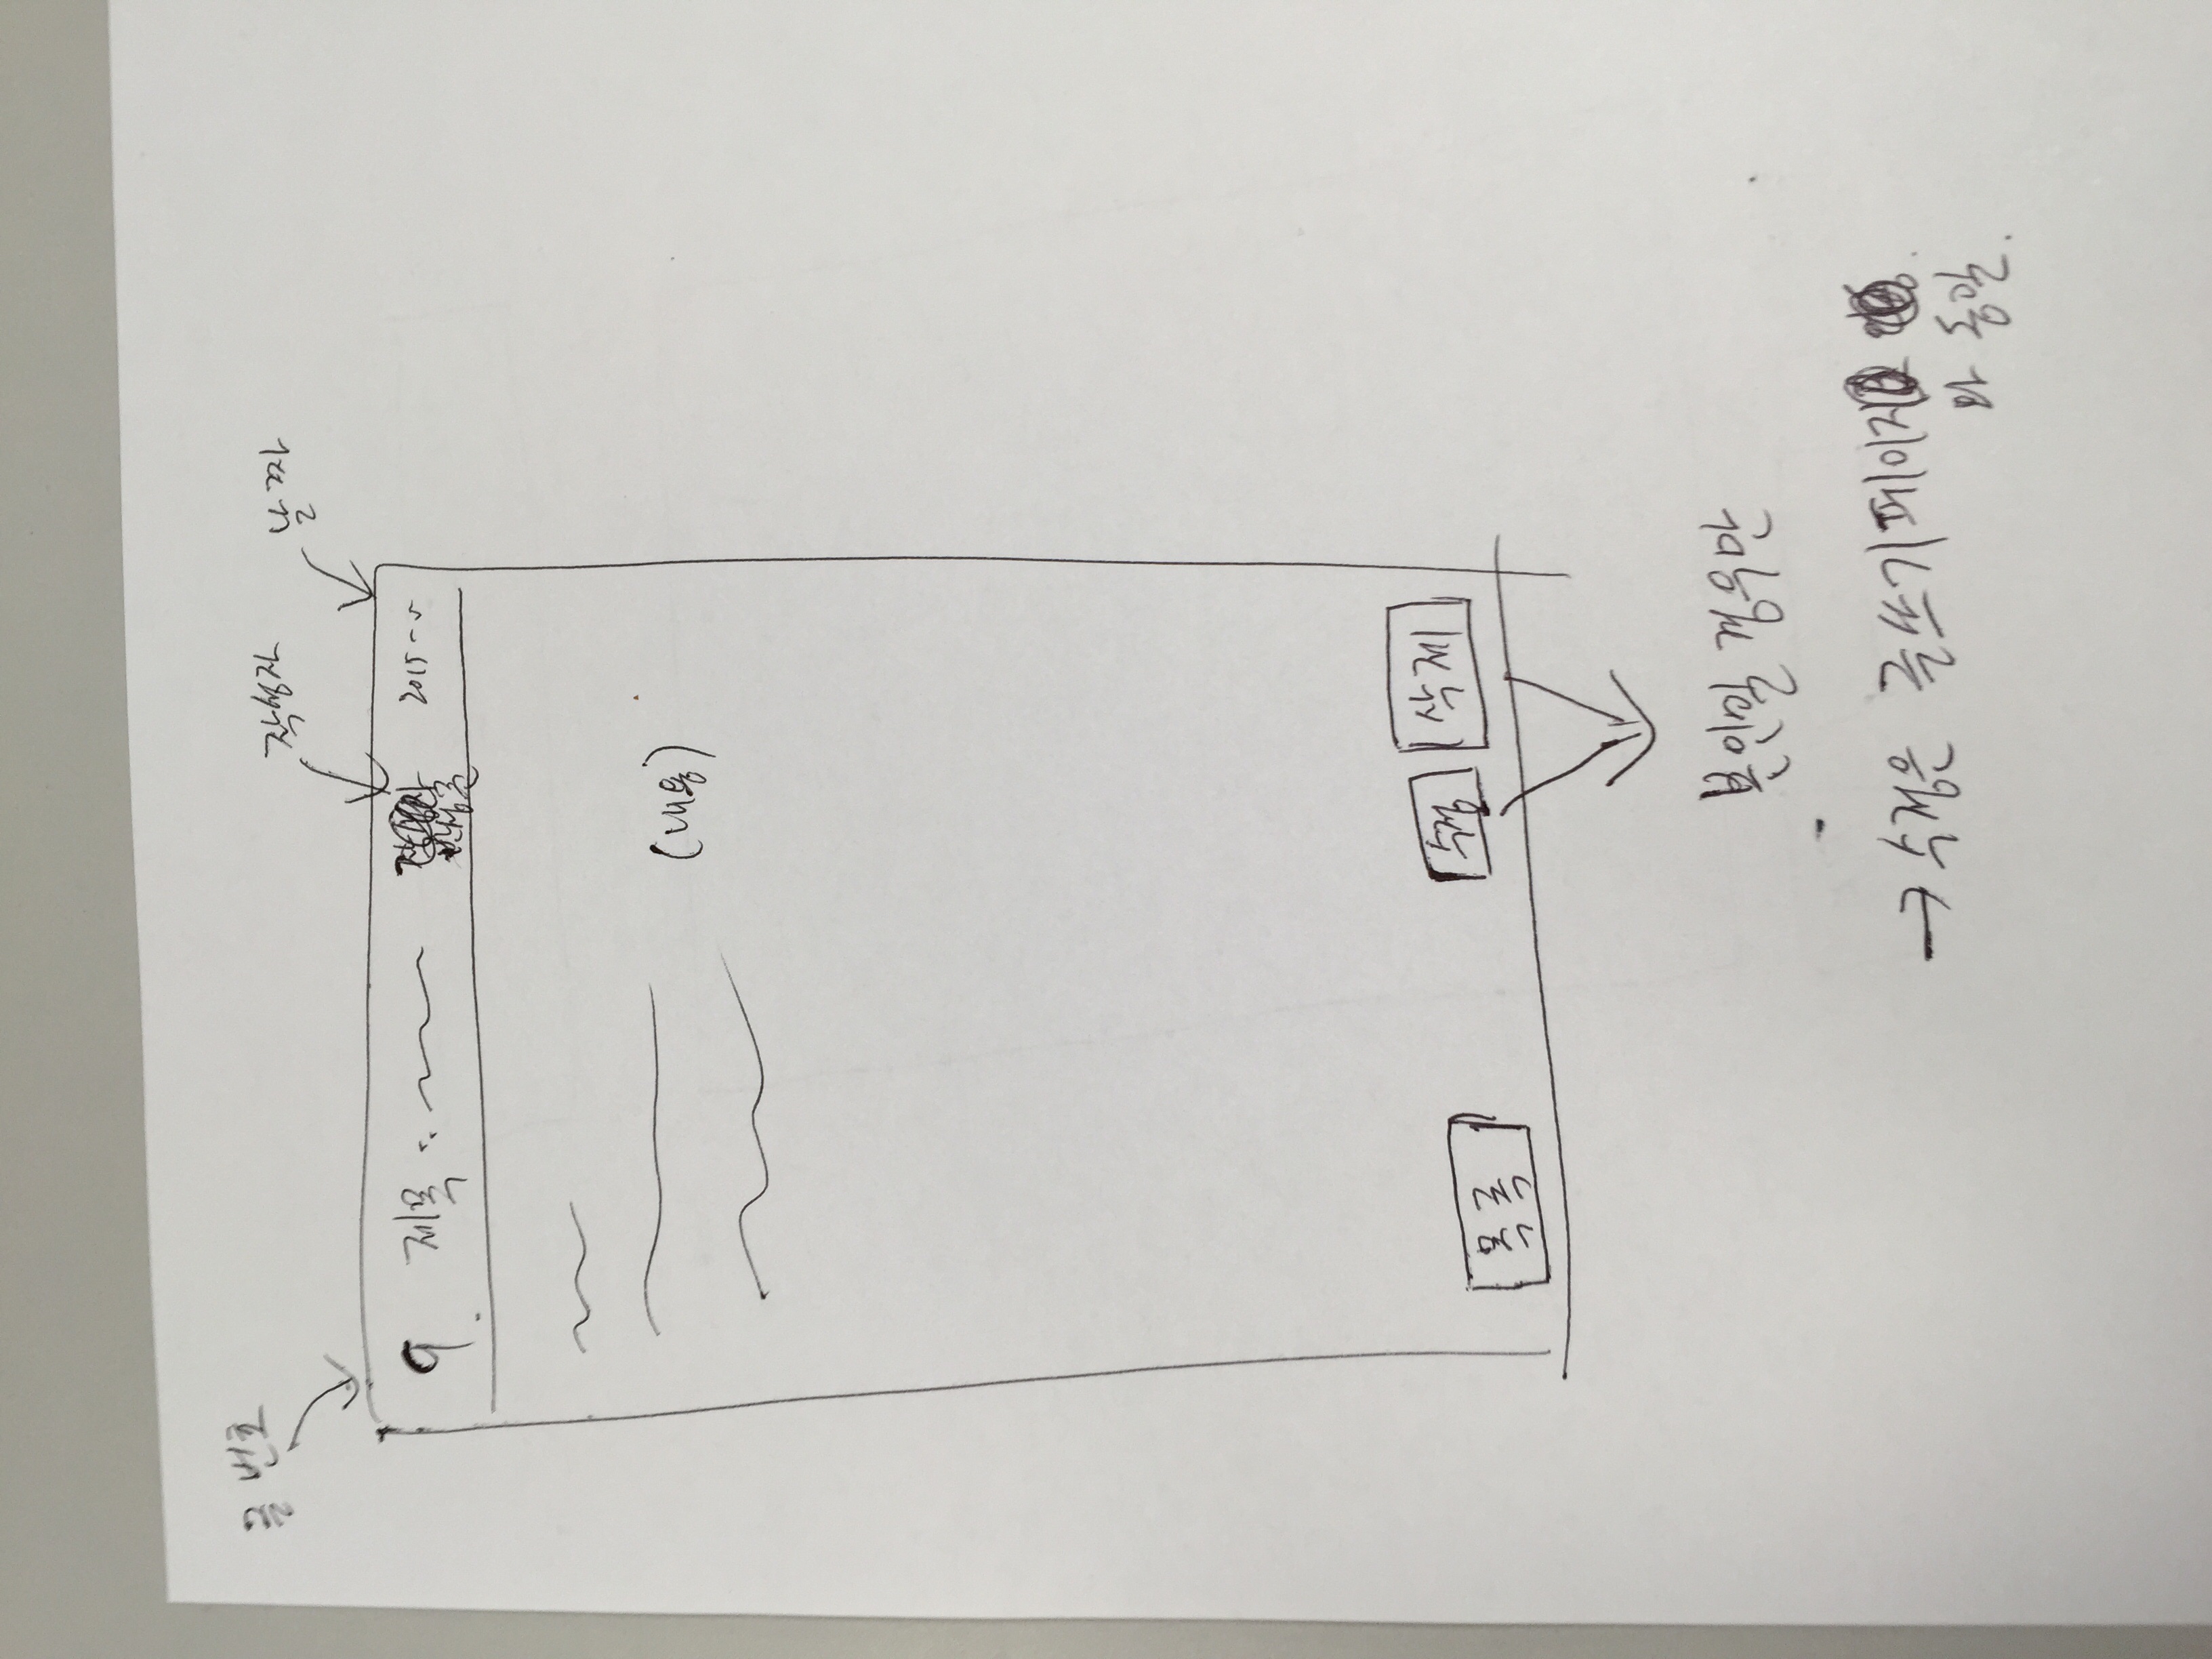 글 번호
작성자
날짜
9. 제목 :
2015-5
(내용)
목록
수정
삭제
본인일 경우만
→ 수정은 글쓰기페이지
와 동일.